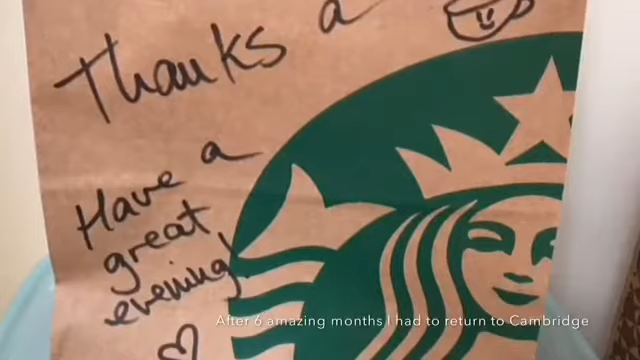 Thanks a
Have a
great
evening!
After 6 amazing months I had to return to Cambridge